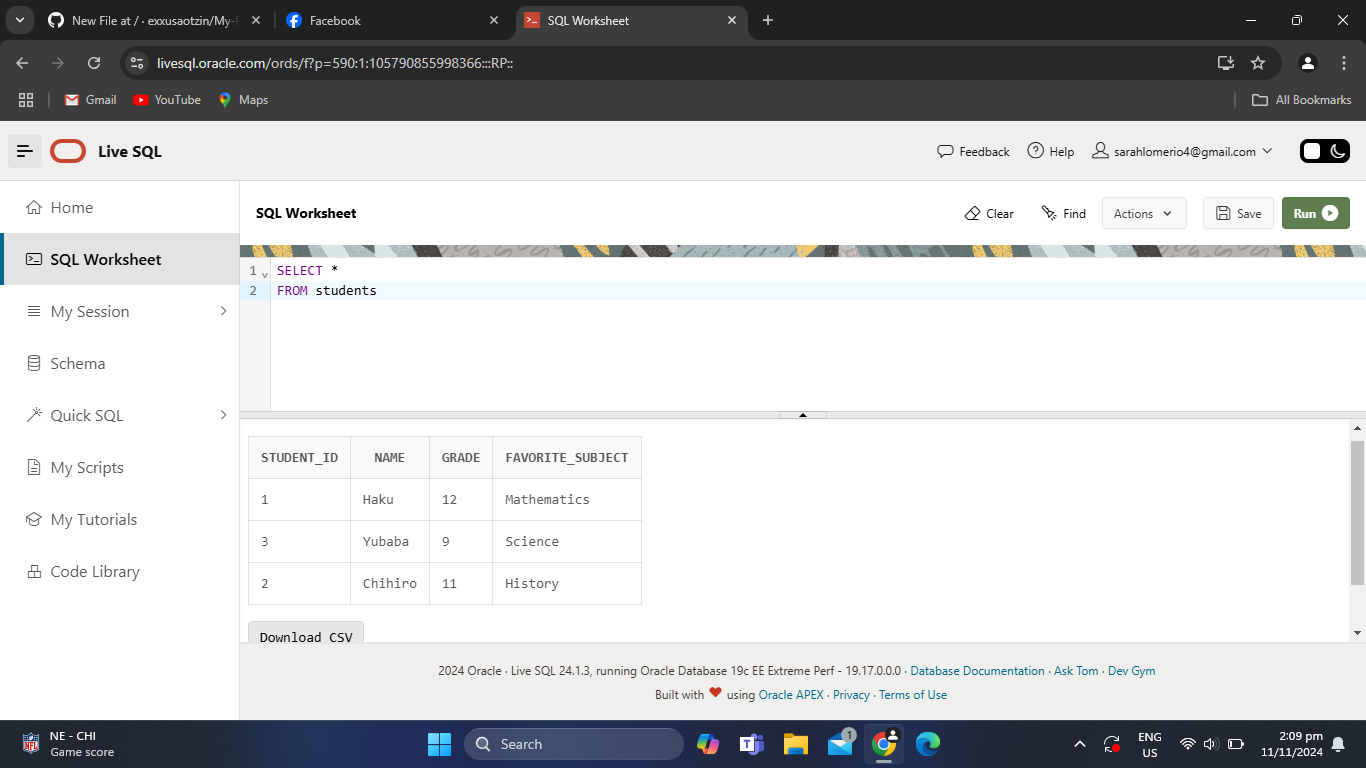 New File at / · exxusaotzin/My-
Facebook
SQL Worksheet
livesql.oracle.com/ords/f?p=590:1:105790855998366:::RP::
Gmail
YouTube
Maps
All Bookmarks
Live SQL
Feedback
Help
sarahlomerio4@gmail.com
Home
SQL Worksheet
My Session
Schema
Quick SQL
My Scripts
My Tutorials
Code Library
SQL Worksheet
Clear
Find
Actions
Save
Run
1 SELECT *
2 FROM students
STUDENT_ID NAME GRADE FAVORITE_SUBJECT
1 Haku 12 Mathematics
3 Yubaba 9 Science
2 Chihiro 11 History
Download CSV
2024 Oracle · Live SQL 24.1.3, running Oracle Database 19c EE Extreme Perf - 19.17.0.0.0 · Database Documentation · Ask Tom · Dev Gym
Built with ❤ using Oracle APEX · Privacy · Terms of Use
NFL
NE - CHI
Game score
Search
1
ENG
US
2:09 pm
11/11/2024